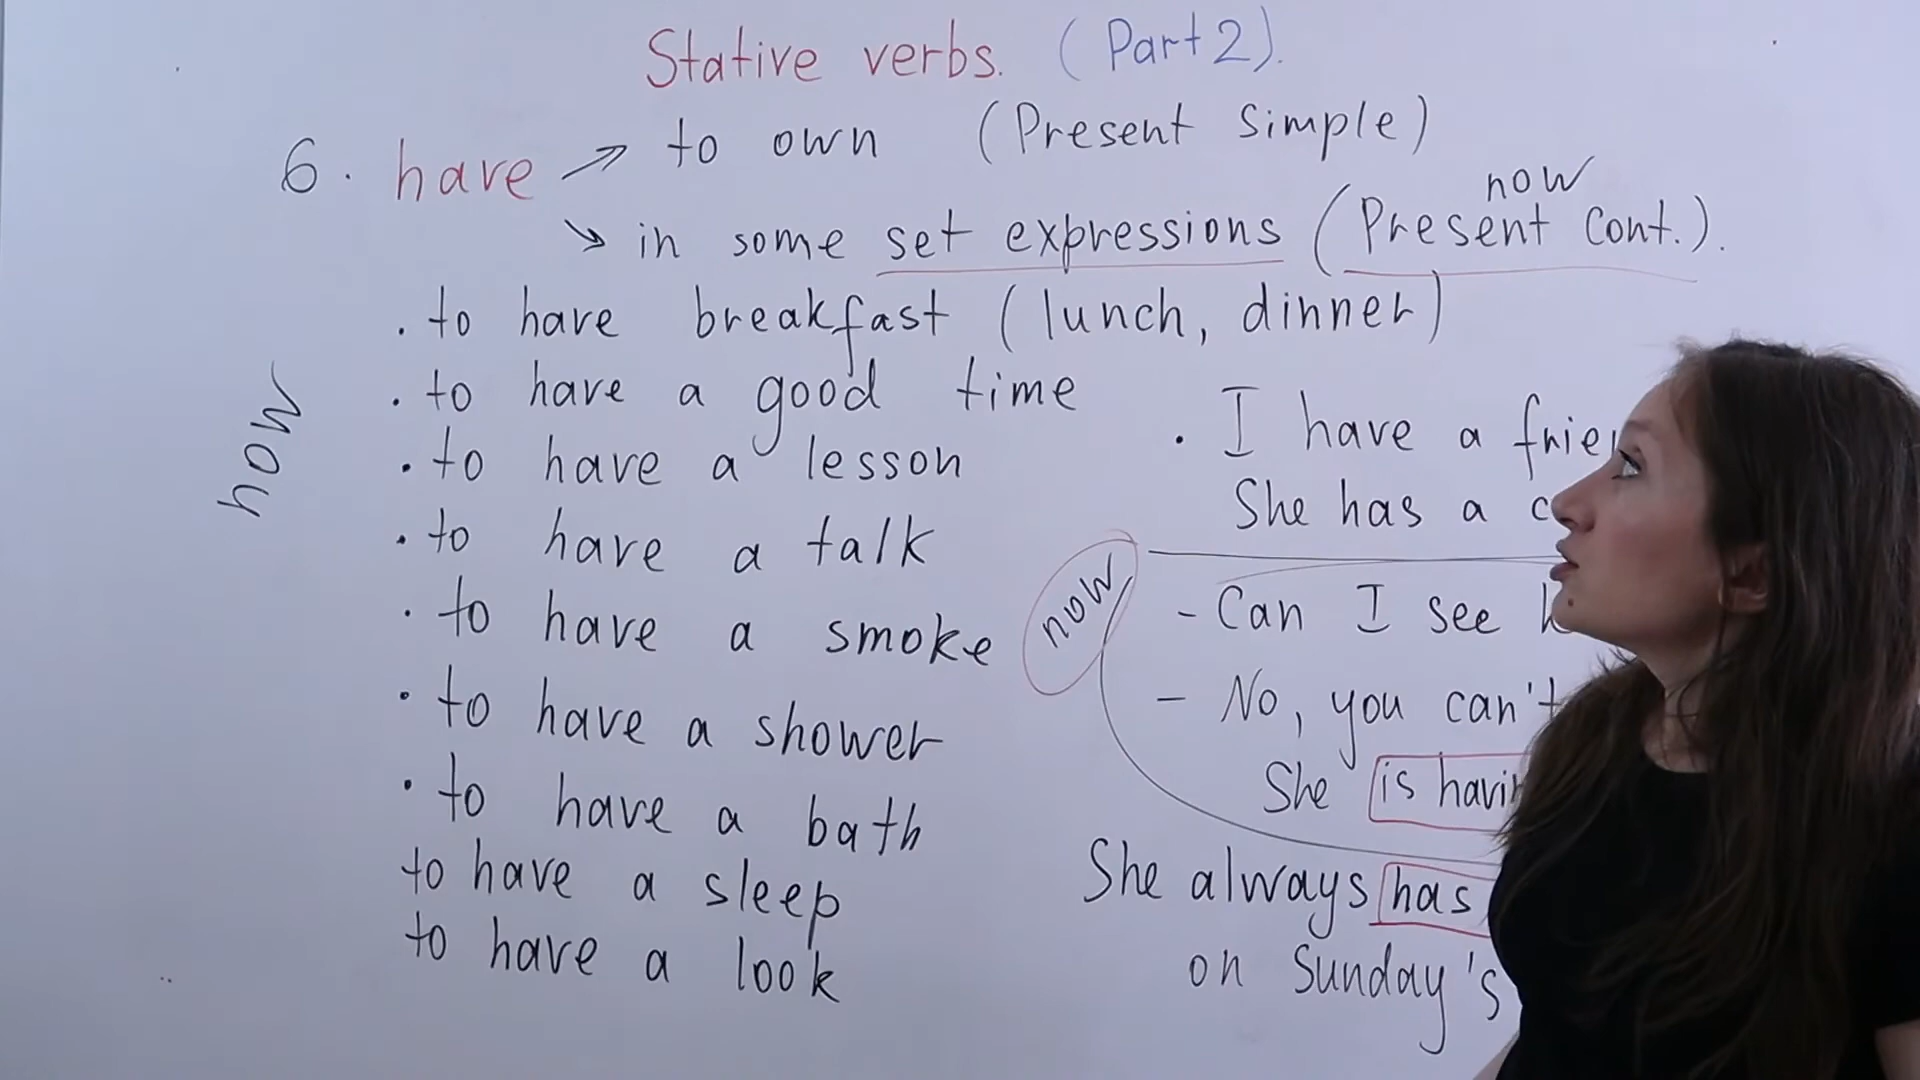 Stative verbs. (Part 2).
6. have → to own (Present Simple)
now
↘ in some set expressions (Present Cont.).
. to have breakfast (lunch, dinner)
. to have a good time
. to have a lesson
. to have a talk
. to have a smoke
. to have a shower
. to have a bath
to have a sleep
to have a look
now
. I have a
She has a
now
- Can I see
- No, you can't
She is
She always has
on Sunday's